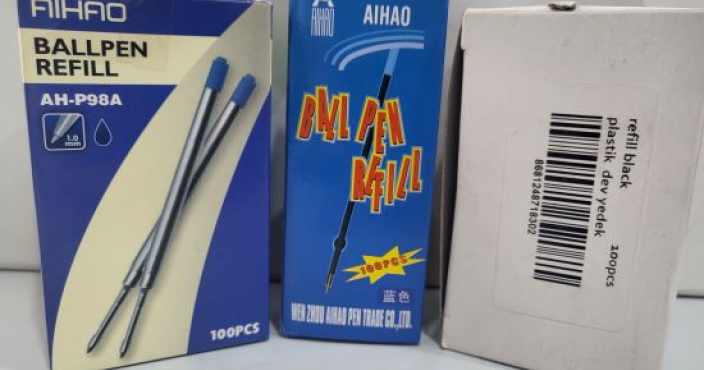 AIHAO
BALLPEN
REFILL
AH-P98A
1.0
mm
100PCS
AIHAO
AIHAO
BALL PEN
REFILL
100PCS
蓝色
WEN ZHOU AIHAO PEN TRADE CO.,LTD.
refill black 100pcs
plastik dev yedek
8681248718302